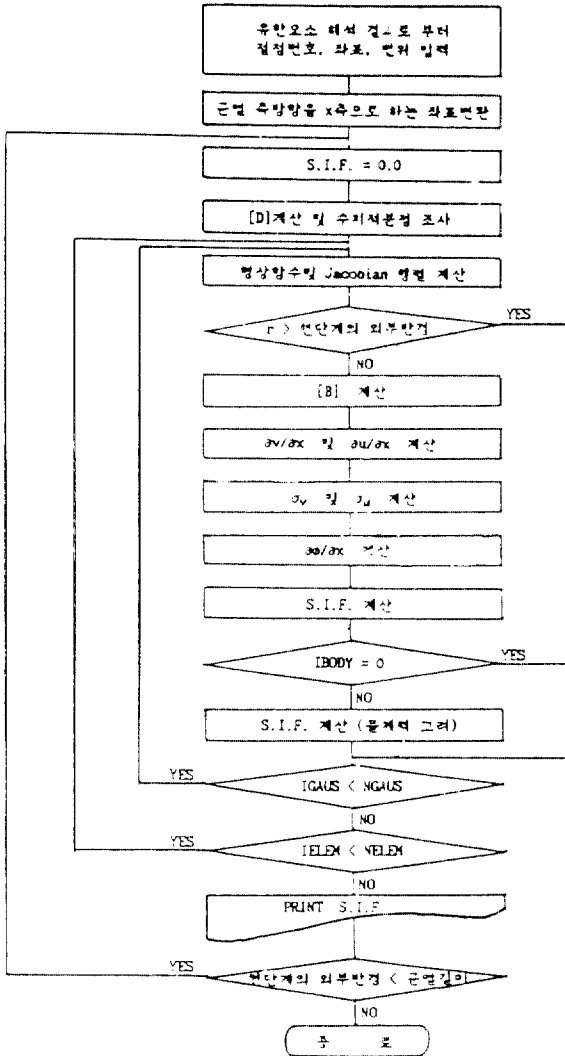 유한요소 해석 결과로 부터
절점번호, 좌표, 변위 입력
균열 측방향을 x축으로 하는 좌표변환
S.I.F. = 0.0
[D]계산 및 수치적분점 조사
형상함수및 Jacobian 행렬 계산
r > 현단계의 외부반경
YES
NO
[B] 계산
∂v/∂x 및 ∂u/∂x 계산
및 계산
∂ø/∂x 계산
S.I.F. 계산
IBODY = 0
YES
NO
S.I.F. 계산 (물체력 고려)
YES
IGAUS < NGAUS
NO
YES
IELEM < NELEM
NO
PRINT S.I.F
YES
현단계의 외부반경 < 균열길이
NO
종 료